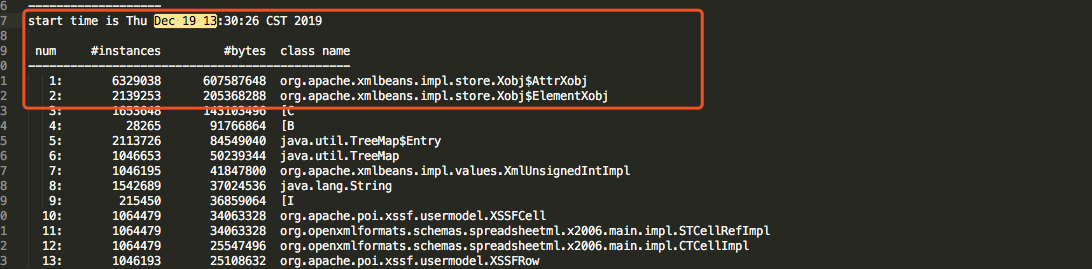 6 -------------------
7 start time is Thu Dec 19 13:30:26 CST 2019
8
9 num #instances #bytes class name
0 ----------------------------------------------
1 1: 6329038 607587648 org.apache.xmlbeans.impl.store.Xobj$AttrXobj
2 2: 2139253 205368288 org.apache.xmlbeans.impl.store.Xobj$ElementXobj
3 3: 1653648 143103496 [C
4 4: 28265 91766864 [B
5 5: 2113726 84549040 java.util.TreeMap$Entry
6 6: 1046653 50239344 java.util.TreeMap
7 7: 1046195 41847800 org.apache.xmlbeans.impl.values.XmlUnsignedIntImpl
8 8: 1542689 37024536 java.lang.String
9 9: 215450 36859064 [I
0 10: 1064479 34063328 org.apache.poi.xssf.usermodel.XSSFCell
1 11: 1064479 34063328 org.openxmlformats.schemas.spreadsheetml.x2006.main.impl.STCellRefImpl
2 12: 1064479 25547496 org.openxmlformats.schemas.spreadsheetml.x2006.main.impl.CTCellImpl
3 13: 1046193 25108632 org.apache.poi.xssf.usermodel.XSSFRow